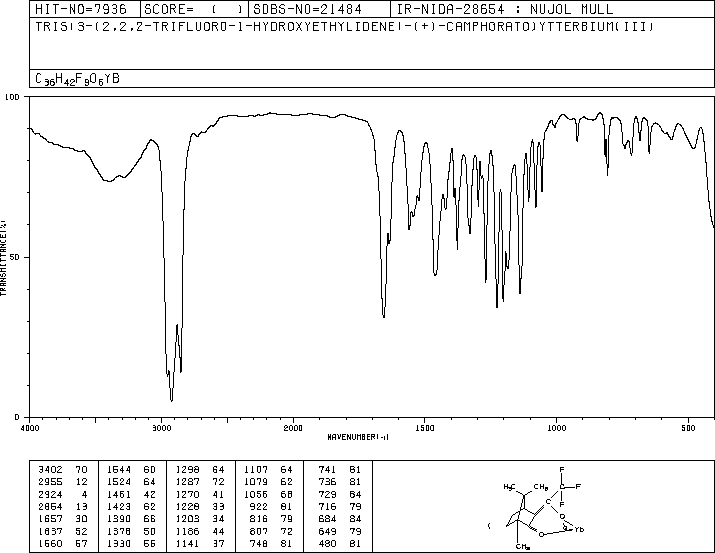 HIT-NO=7936 SCORE= ( ) SDBS-NO=21484 IR-NIDA-28654 : NUJOL MULL
TRIS(3-(2,2,2-TRIFLUORO-1-HYDROXYETHYLIDENE)-(+)-CAMPHORATO)YTTERBIUM(III)
C36H42F9O6YB
100
50
0
TRANSMITTANCE(%)
4000 3000 2000 1500 1000 500
WAVENUMBER(-1)
3402 70 1544 60 1298 64 1107 64 741 81
2955 12 1524 64 1287 72 1079 62 736 81
2924 4 1461 42 1270 41 1056 68 729 84
2854 13 1423 62 1228 33 922 81 716 79
1657 30 1390 66 1203 34 816 79 684 84
1637 52 1378 50 1186 44 807 72 649 79
1560 57 1330 55 1141 37 748 81 480 81
F
CH3 CH3 C F
C F
O
( Yb
O
CH3